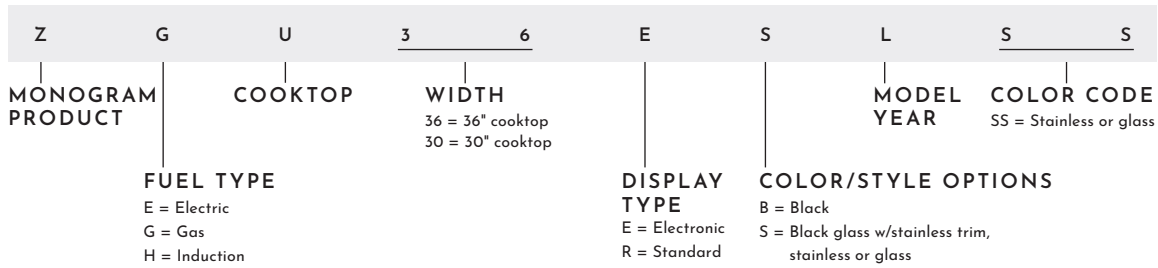 Z G U 3 6 E S L S S
MONOGRAM
PRODUCT
COOKTOP
WIDTH
36 = 36" cooktop
30 = 30" cooktop
MODEL
YEAR
COLOR CODE
SS = Stainless or glass
FUEL TYPE
E = Electric
G = Gas
H = Induction
DISPLAY
TYPE
E = Electronic
R = Standard
COLOR/STYLE OPTIONS
B = Black
S = Black glass w/stainless trim,
stainless or glass